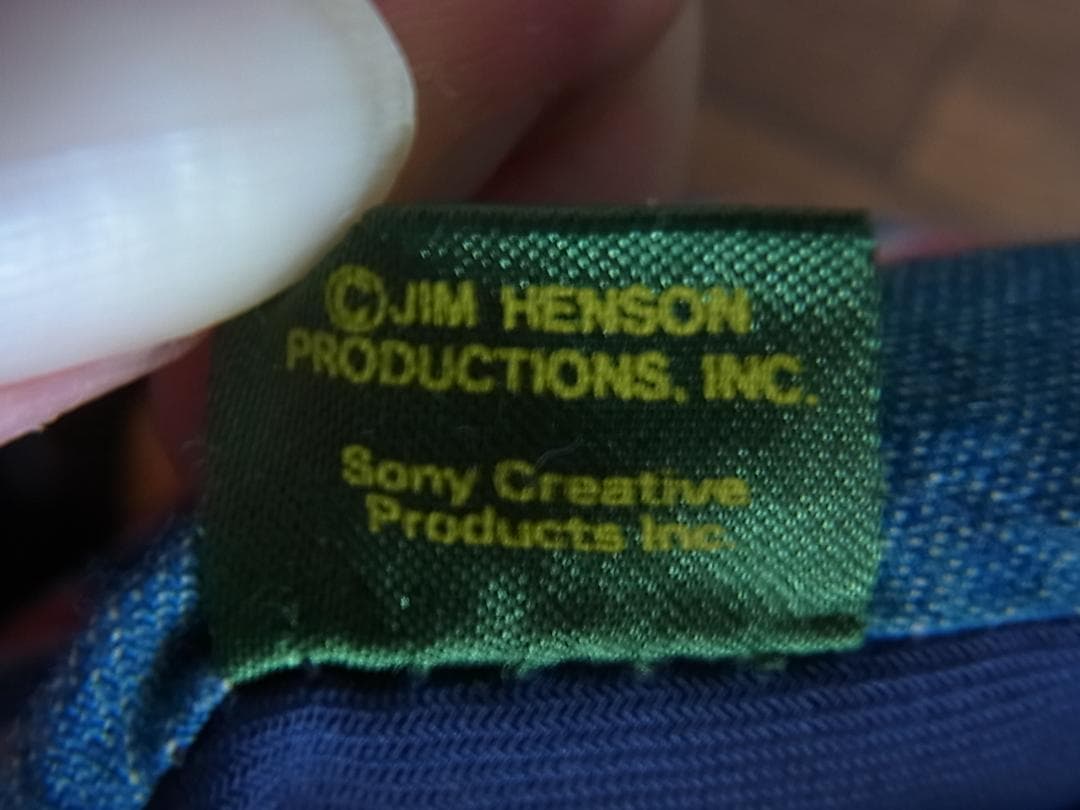 ©JIM HENSON
PRODUCTIONS. INC.
Sony Creative
Products Inc.